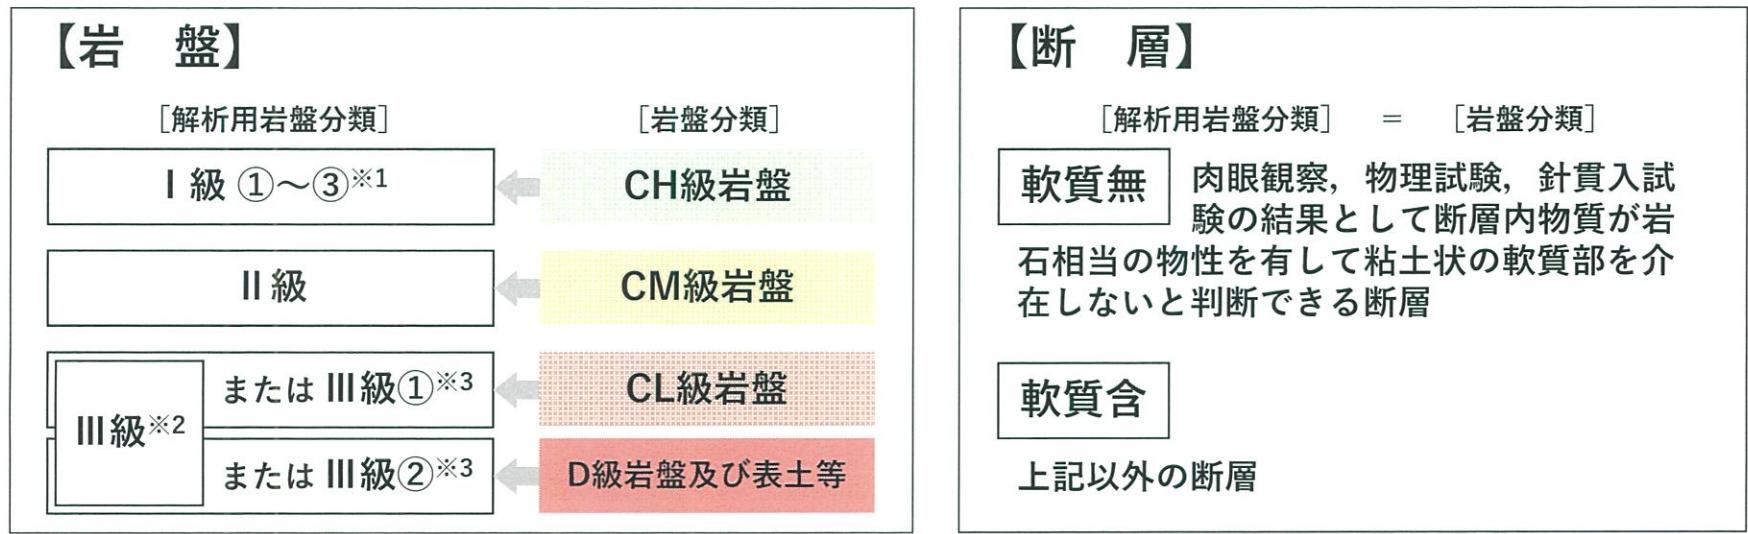 【岩　盤】
［解析用岩盤分類］　［岩盤分類］
Ⅰ級 ①～③※1　CH級岩盤
Ⅱ級　CM級岩盤
または Ⅲ級①※3　CL級岩盤
Ⅲ級※2
または Ⅲ級②※3　D級岩盤及び表土等
【断　層】
［解析用岩盤分類］　＝　［岩盤分類］
軟質無　肉眼観察，物理試験，針貫入試
験の結果として断層内物質が岩
石相当の物性を有して粘土状の軟質部を介
在しないと判断できる断層
軟質含
上記以外の断層